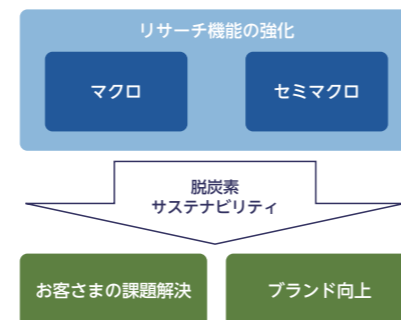 リサーチ機能の強化
マクロ
セミマクロ
脱炭素
サステナビリティ
お客さまの課題解決
ブランド向上